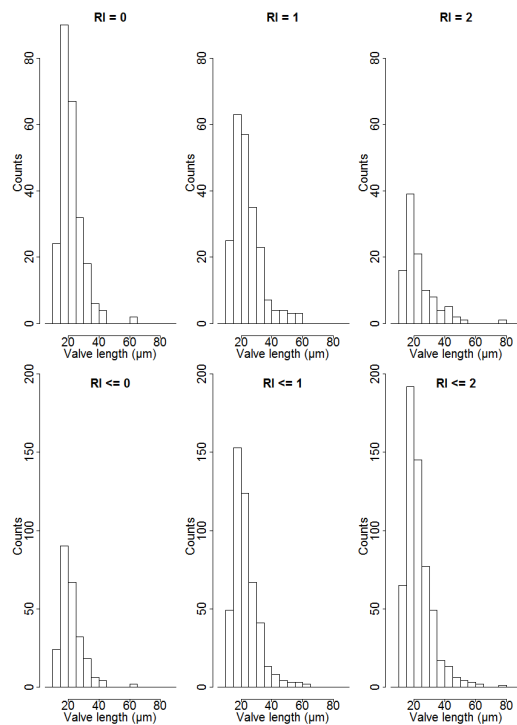 RI = 0
RI = 1
RI = 2
Counts
0 20 40 60 80
20 40 60 80
Valve length (µm)
Counts
0 20 40 60 80
20 40 60 80
Valve length (µm)
Counts
0 20 40 60 80
20 40 60 80
Valve length (µm)
RI <= 0
RI <= 1
RI <= 2
Counts
0 50 100 150 200
20 40 60 80
Valve length (µm)
Counts
0 50 100 150 200
20 40 60 80
Valve length (µm)
Counts
0 50 100 150 200
20 40 60 80
Valve length (µm)